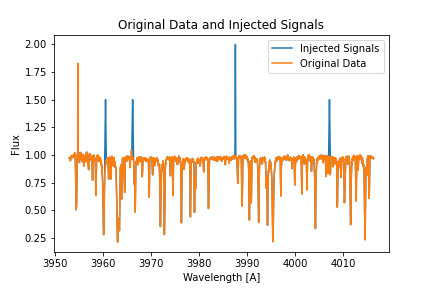 Original Data and Injected Signals
2.00
1.75
1.50
1.25
1.00
0.75
0.50
0.25
Flux
Injected Signals
Original Data
3950 3960 3970 3980 3990 4000 4010
Wavelength [A]